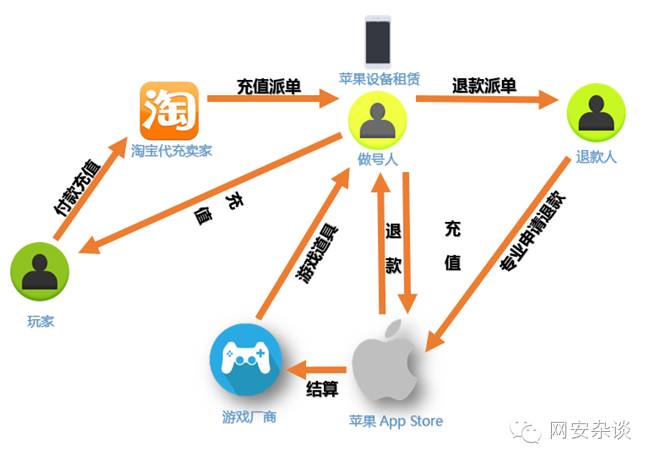 苹果设备租赁
充值派单
退款派单
淘
淘宝代充卖家
做号人
退款人
付款充值
充值
游戏道具
退款
充值
专业申请退款
玩家
结算
游戏厂商
苹果 App Store
网安杂谈